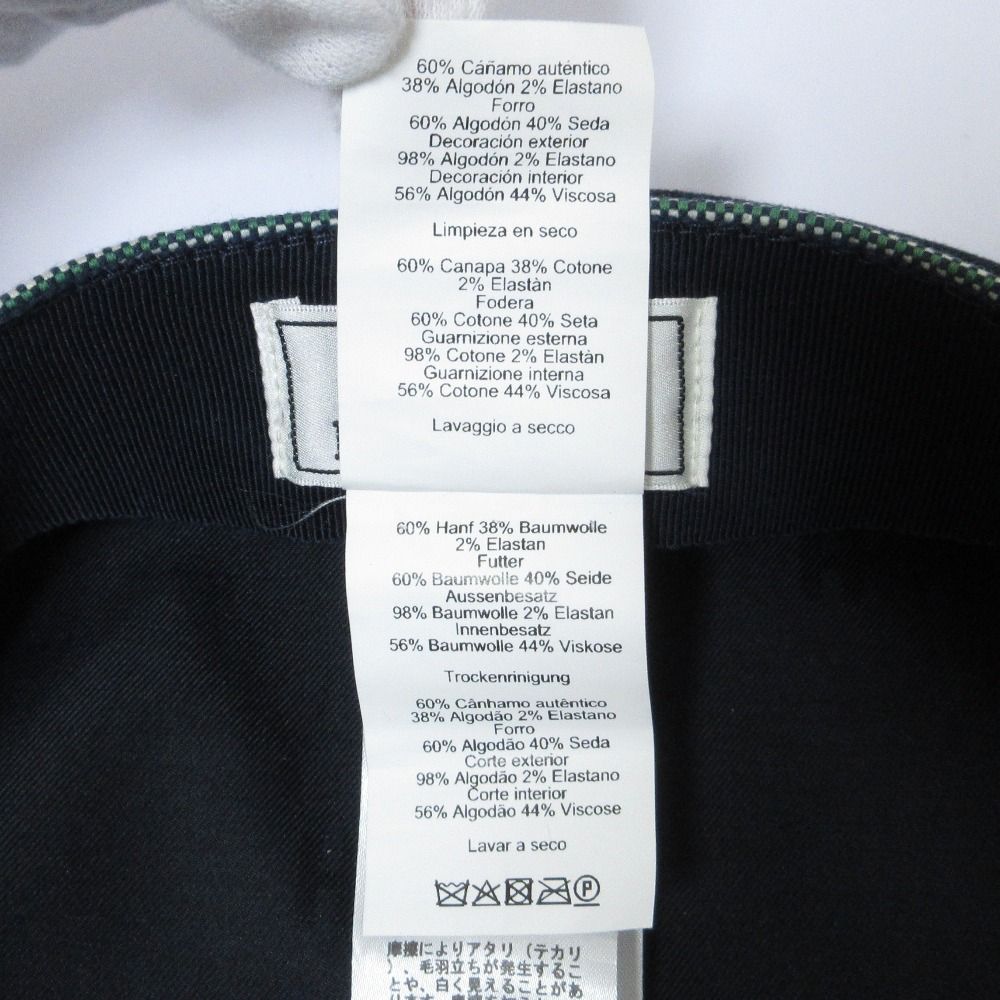 60% Cáñamo auténtico
38% Algodón 2% Elastano
Forro
60% Algodón 40% Seda
Decoración exterior
98% Algodón 2% Elastano
Decoración interior
56% Algodón 44% Viscosa
Limpieza en seco
60% Canapa 38% Cotone
2% Elastàn
Fodera
60% Cotone 40% Seta
Guarnizione esterna
98% Cotone 2% Elastàn
Guarnizione interna
56% Cotone 44% Viscosa
Lavaggio a secco
60% Hanf 38% Baumwolle
2% Elastan
Futter
60% Baumwolle 40% Seide
Aussenbesatz
98% Baumwolle 2% Elastan
Innenbesatz
56% Baumwolle 44% Viskose
Trockenrinigung
60% Cânhamo autêntico
38% Algodão 2% Elastano
Forro
60% Algodão 40% Seda
Corte exterior
98% Algodão 2% Elastano
Corte interior
56% Algodão 44% Viscose
Lavar a seco
P
摩擦によりアタリ（テカリ
）、毛羽立ちが発生するこ
とや、白く見えることがあ